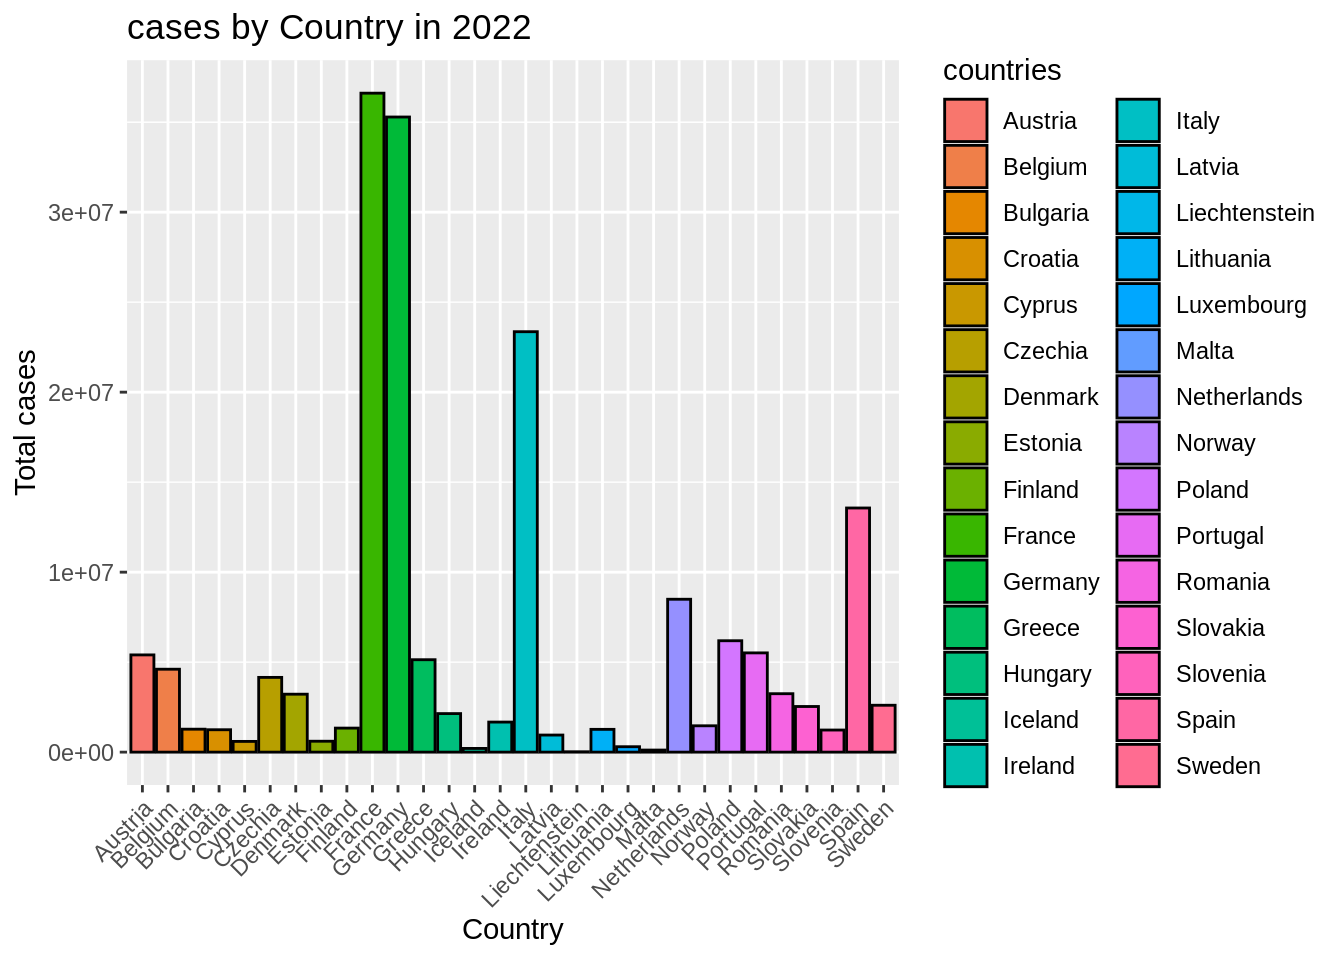 cases by Country in 2022
Total cases
3e+07
2e+07
1e+07
0e+00
Austria
Belgium
Bulgaria
Croatia
Cyprus
Czechia
Denmark
Estonia
Finland
France
Germany
Greece
Hungary
Iceland
Ireland
Italy
Latvia
Liechtenstein
Lithuania
Luxembourg
Malta
Netherlands
Norway
Poland
Portugal
Romania
Slovakia
Slovenia
Spain
Sweden
Country
countries
Austria
Belgium
Bulgaria
Croatia
Cyprus
Czechia
Denmark
Estonia
Finland
France
Germany
Greece
Hungary
Iceland
Ireland
Italy
Latvia
Liechtenstein
Lithuania
Luxembourg
Malta
Netherlands
Norway
Poland
Portugal
Romania
Slovakia
Slovenia
Spain
Sweden